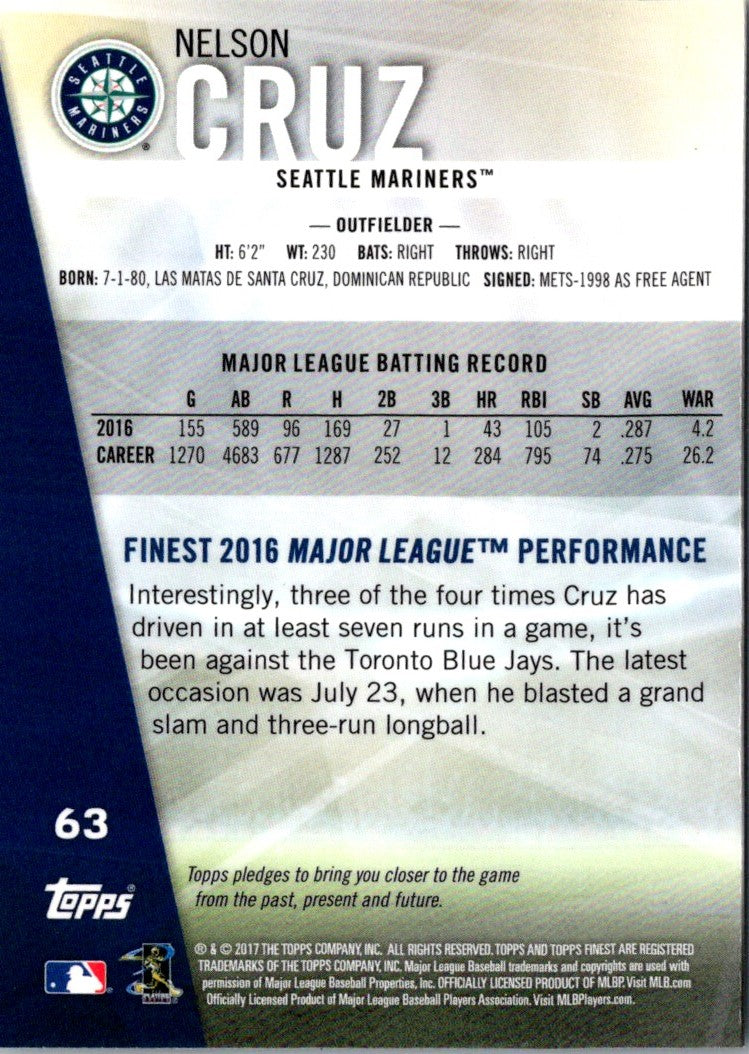 SEATTLE
MARINERS
®
NELSON
CRUZ
SEATTLE MARINERS™
— OUTFIELDER —
HT: 6'2" WT: 230 BATS: RIGHT THROWS: RIGHT
BORN: 7-1-80, LAS MATAS DE SANTA CRUZ, DOMINICAN REPUBLIC SIGNED: METS-1998 AS FREE AGENT
MAJOR LEAGUE BATTING RECORD
G AB R H 2B 3B HR RBI SB AVG WAR
2016 155 589 96 169 27 1 43 105 2 .287 4.2
CAREER 1270 4683 677 1287 252 12 284 795 74 .275 26.2
FINEST 2016 MAJOR LEAGUE™ PERFORMANCE
Interestingly, three of the four times Cruz has
driven in at least seven runs in a game, it's
been against the Toronto Blue Jays. The latest
occasion was July 23, when he blasted a grand
slam and three-run longball.
63
Topps®
Topps pledges to bring you closer to the game
from the past, present and future.
® & © 2017 THE TOPPS COMPANY, INC. ALL RIGHTS RESERVED. TOPPS AND TOPPS FINEST ARE REGISTERED
TRADEMARKS OF THE TOPPS COMPANY, INC. Major League Baseball trademarks and copyrights are used with
permission of Major League Baseball Properties, Inc. OFFICIALLY LICENSED PRODUCT OF MLBP. Visit MLB.com
Officially Licensed Product of Major League Baseball Players Association. Visit MLBPlayers.com.